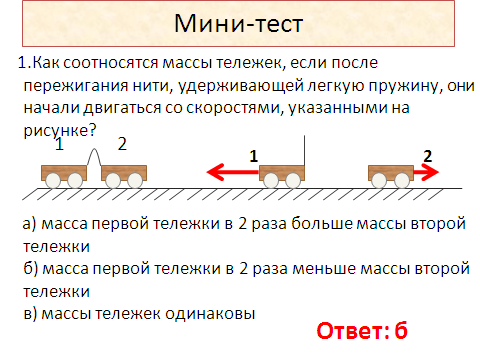 Мини-тест
1.Как соотносятся массы тележек, если после
пережигания нити, удерживающей легкую пружину, они
начали двигаться со скоростями, указанными на
рисунке?
1 2
1 2
а) масса первой тележки в 2 раза больше массы второй
тележки
б) масса первой тележки в 2 раза меньше массы второй
тележки
в) массы тележек одинаковы
Ответ: б